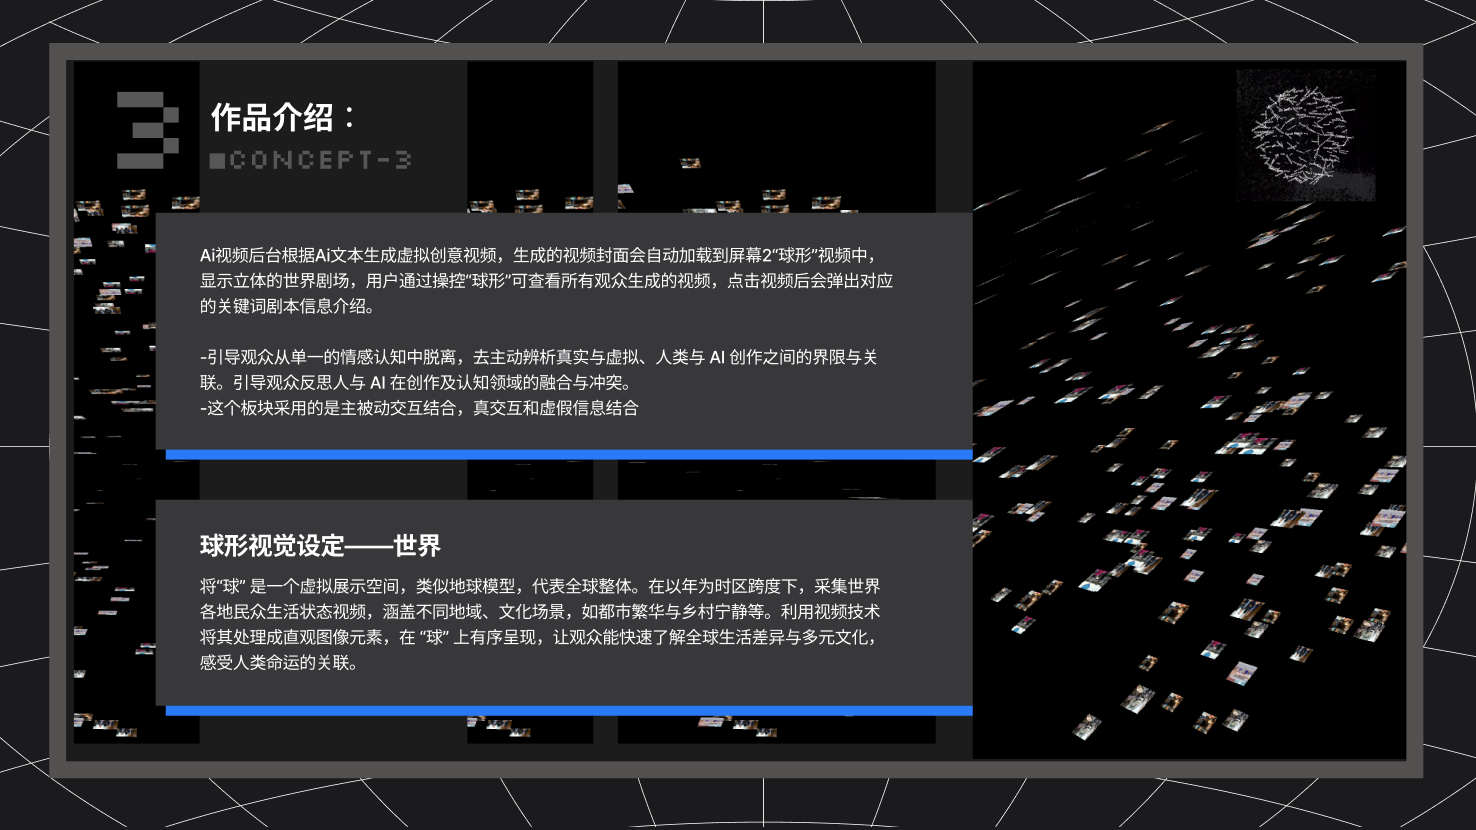 3
作品介绍：
■CONCEPT-3
Ai视频后台根据Ai文本生成虚拟创意视频，生成的视频封面会自动加载到屏幕2“球形”视频中，
显示立体的世界剧场，用户通过操控“球形”可查看所有观众生成的视频，点击视频后会弹出对应
的关键词剧本信息介绍。
-引导观众从单一的情感认知中脱离，去主动辨析真实与虚拟、人类与 AI 创作之间的界限与关
联。引导观众反思人与 AI 在创作及认知领域的融合与冲突。
-这个板块采用的是主被动交互结合，真交互和虚假信息结合
球形视觉设定——世界
将“球” 是一个虚拟展示空间，类似地球模型，代表全球整体。在以年为时区跨度下，采集世界
各地民众生活状态视频，涵盖不同地域、文化场景，如都市繁华与乡村宁静等。利用视频技术
将其处理成直观图像元素，在 “球” 上有序呈现，让观众能快速了解全球生活差异与多元文化，
感受人类命运的关联。